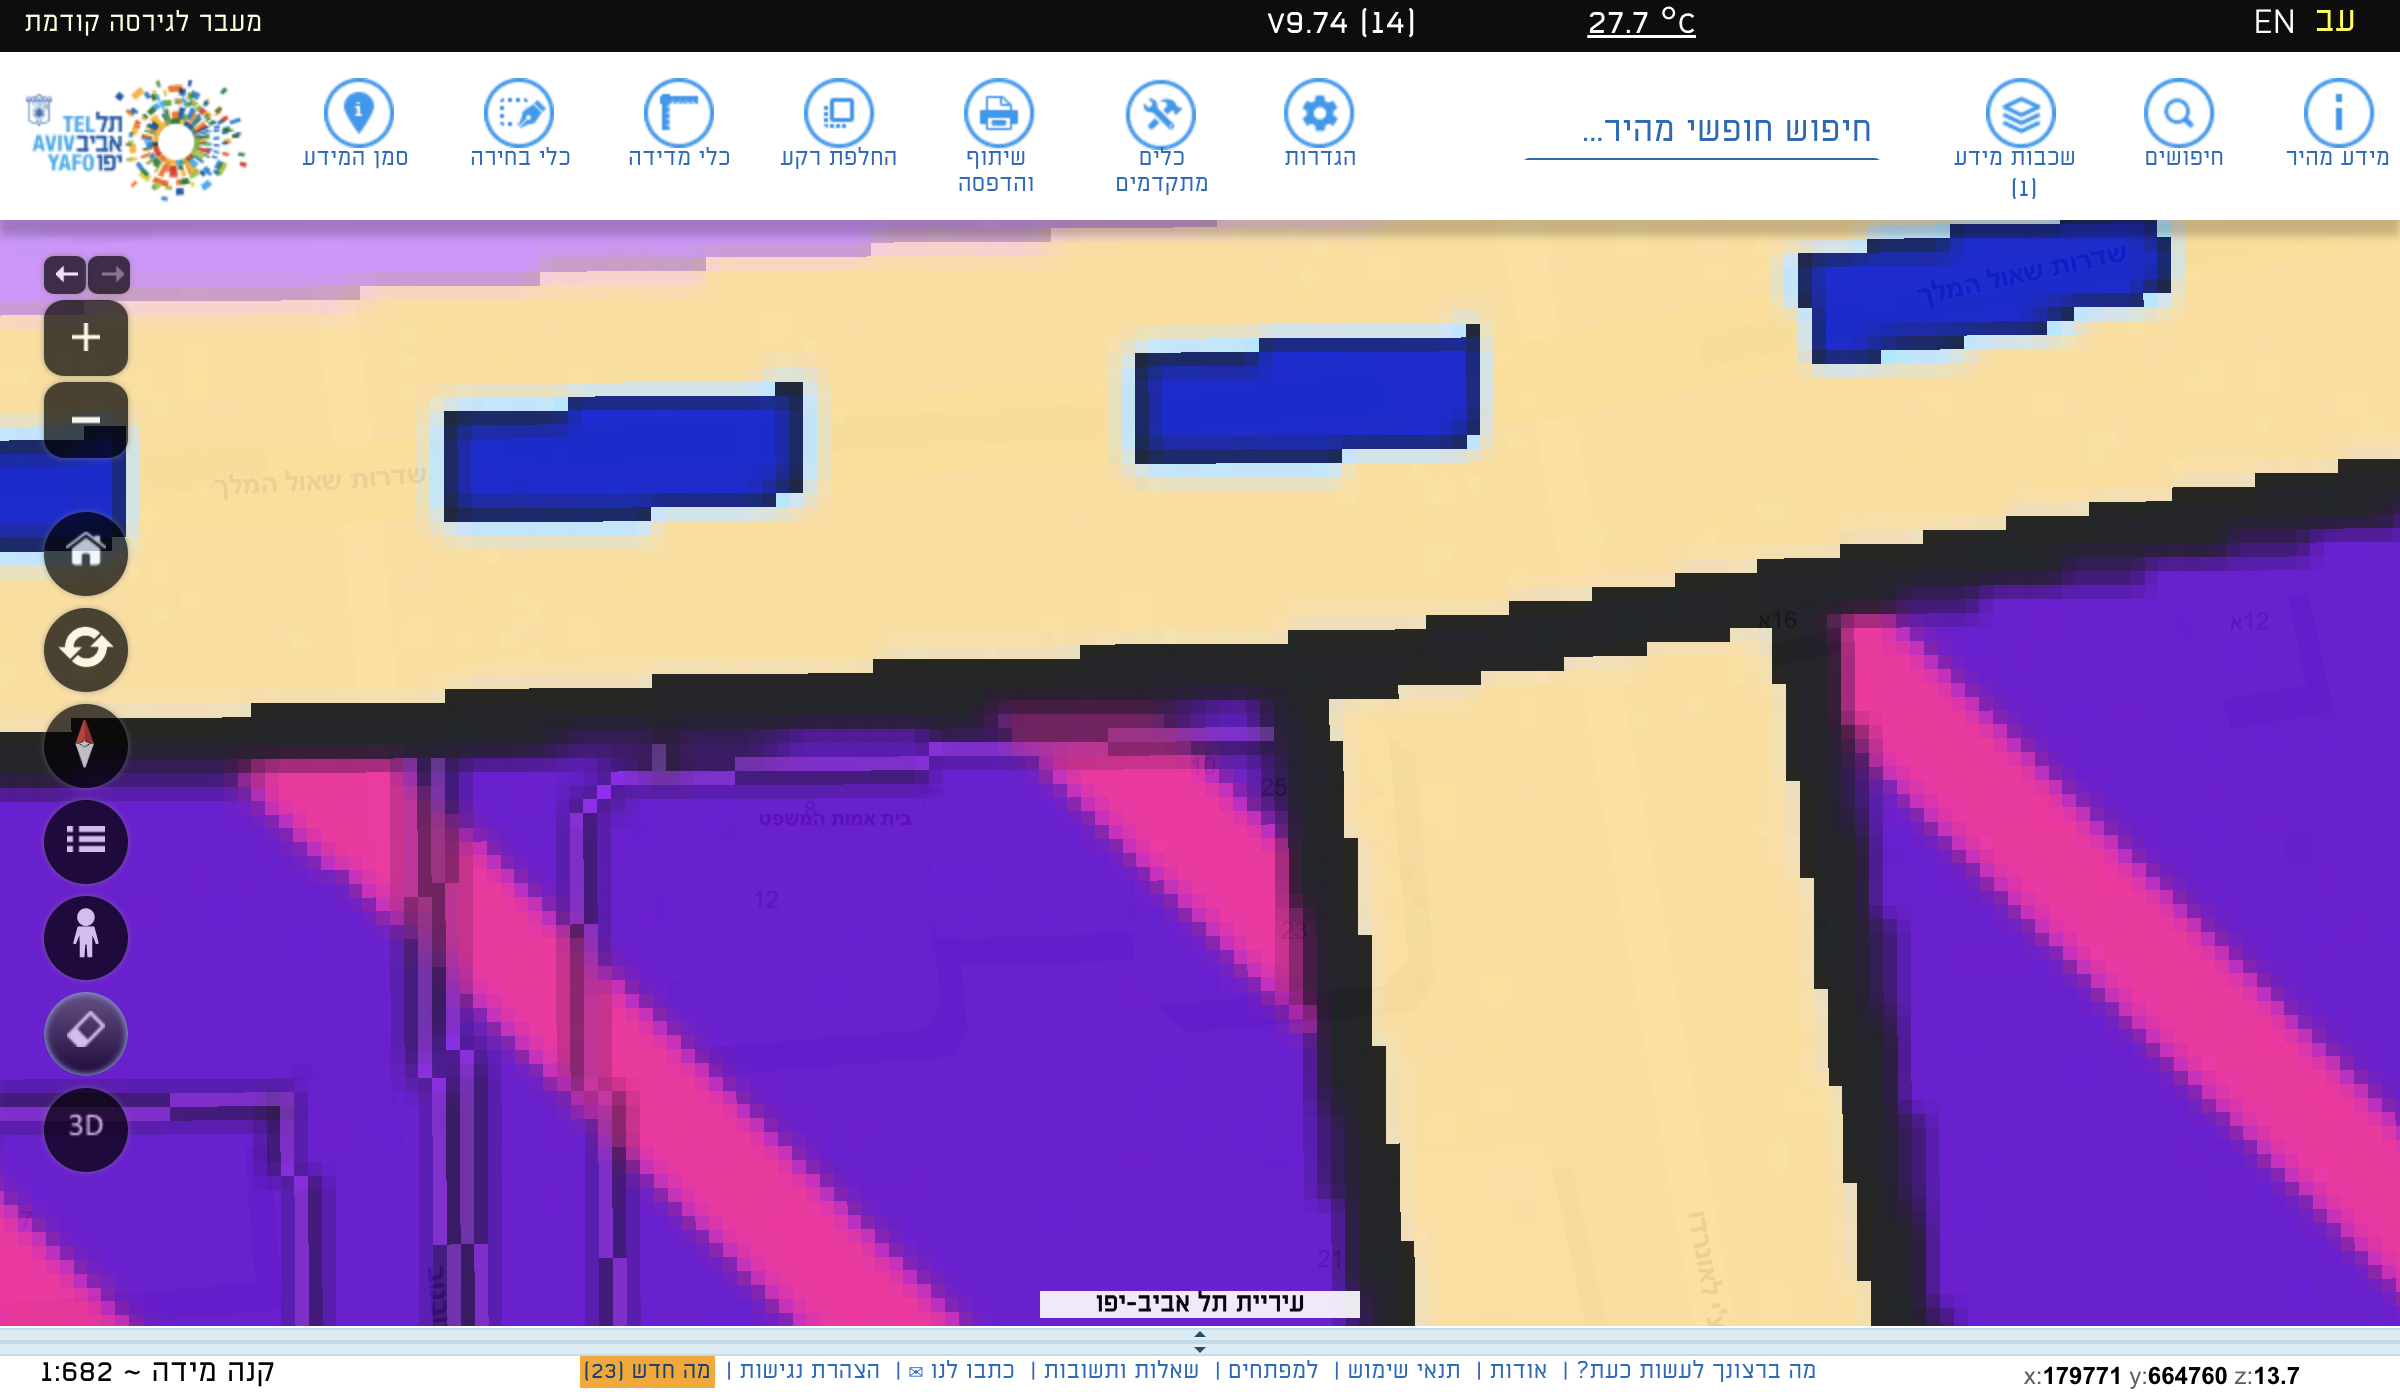 עב EN
27.7 °C
V9.74 (14)
מעבר לגירסה קודמת
מידע מהיר
חיפושים
שכבות מידע
(1)
חיפוש חופשי מהיר...
הגדרות
כלים
מתקדמים
שיתוף
והדפסה
החלפת רקע
כלי מדידה
כלי בחירה
סמן המידע
TEL תל
AVIV אביב
YAFO יפו
שדרות שאול המלך
שדרות שאול המלך
16א
12א
10
25
8
בית אמות המשפט
12
23
3D
7
21
עיריית תל אביב-יפו
מה ברצונך לעשות כעת? | אודות | תנאי שימוש | למפתחים | שאלות ותשובות | כתבו לנו ✉ | הצהרת נגישות | מה חדש (23)
קנה מידה ~ 1:682
x:179771 y:664760 z:13.7